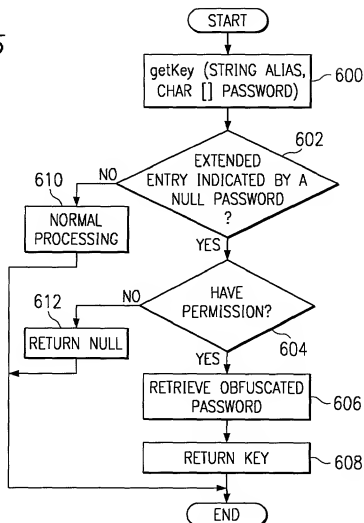 START
getKey (STRING ALIAS,
CHAR [] PASSWORD)
600
602
EXTENDED
ENTRY INDICATED BY A
NULL PASSWORD
?
NO
610
NORMAL
PROCESSING
YES
612
NO
HAVE
PERMISSION?
604
RETURN NULL
YES
RETRIEVE OBFUSCATED
PASSWORD
606
RETURN KEY
608
END